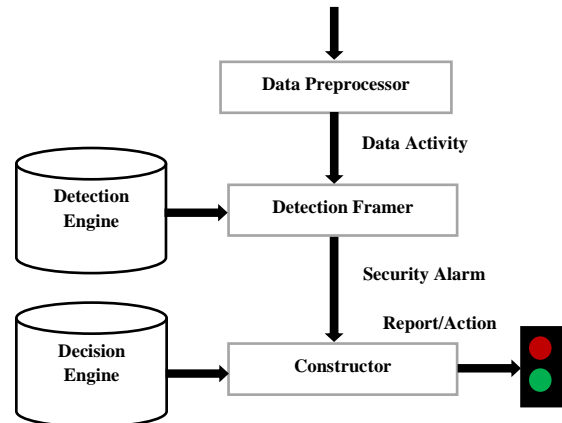 Data Preprocessor
Data Activity
Detection
Engine
Detection Framer
Security Alarm
Report/Action
Decision
Engine
Constructor